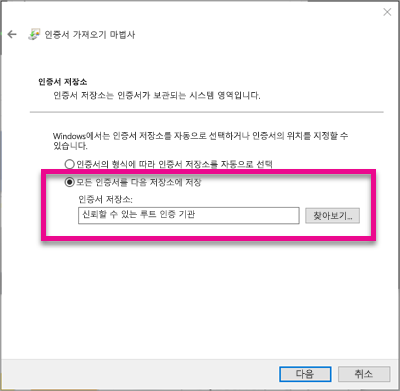 인증서 가져오기 마법사
인증서 저장소
인증서 저장소는 인증서가 보관되는 시스템 영역입니다.
Windows에서는 인증서 저장소를 자동으로 선택하거나 인증서의 위치를 지정할 수
있습니다.
인증서의 형식에 따라 인증서 저장소를 자동으로 선택
모든 인증서를 다음 저장소에 저장
인증서 저장소:
신뢰할 수 있는 루트 인증 기관
찾아보기...
다음
취소